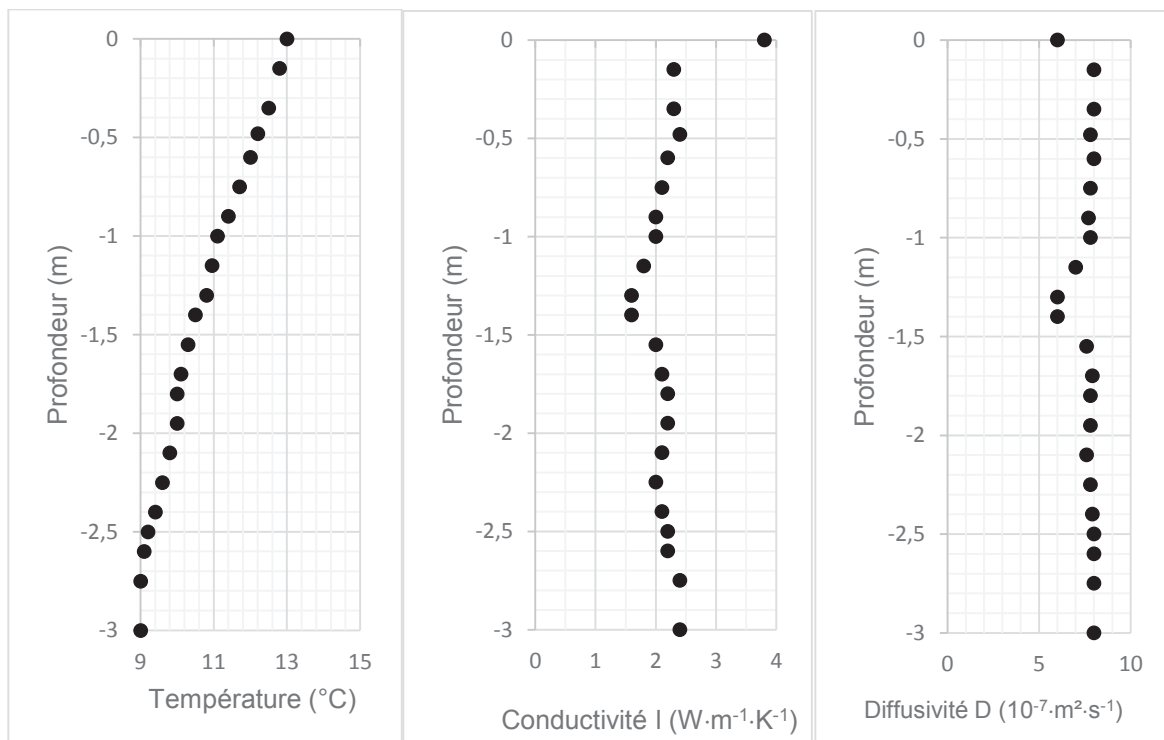 Profondeur (m)
0
-0,5
-1
-1,5
-2
-2,5
-3
9 11 13 15
Température (°C)
Profondeur (m)
0
-0,5
-1
-1,5
-2
-2,5
-3
0 1 2 3 4
Conductivité l (W·m⁻¹·K⁻¹)
Profondeur (m)
0
-0,5
-1
-1,5
-2
-2,5
-3
0 5 10
Diffusivité D (10⁻⁷·m²·s⁻¹)